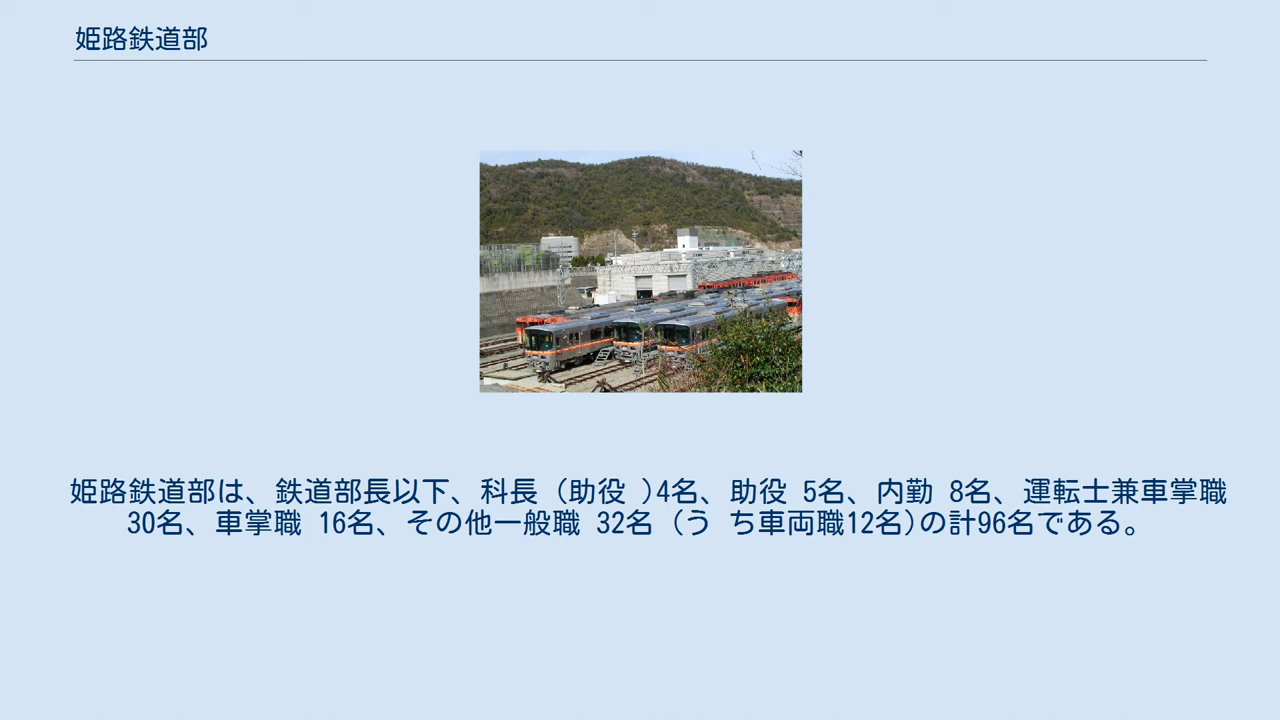 姫路鉄道部
姫路鉄道部は、鉄道部長以下、科長 (助役 )4名、助役 5名、内勤 8名、運転士兼車掌職
30名、車掌職 16名、その他一般職 32名 (う ち車両職12名)の計96名である。